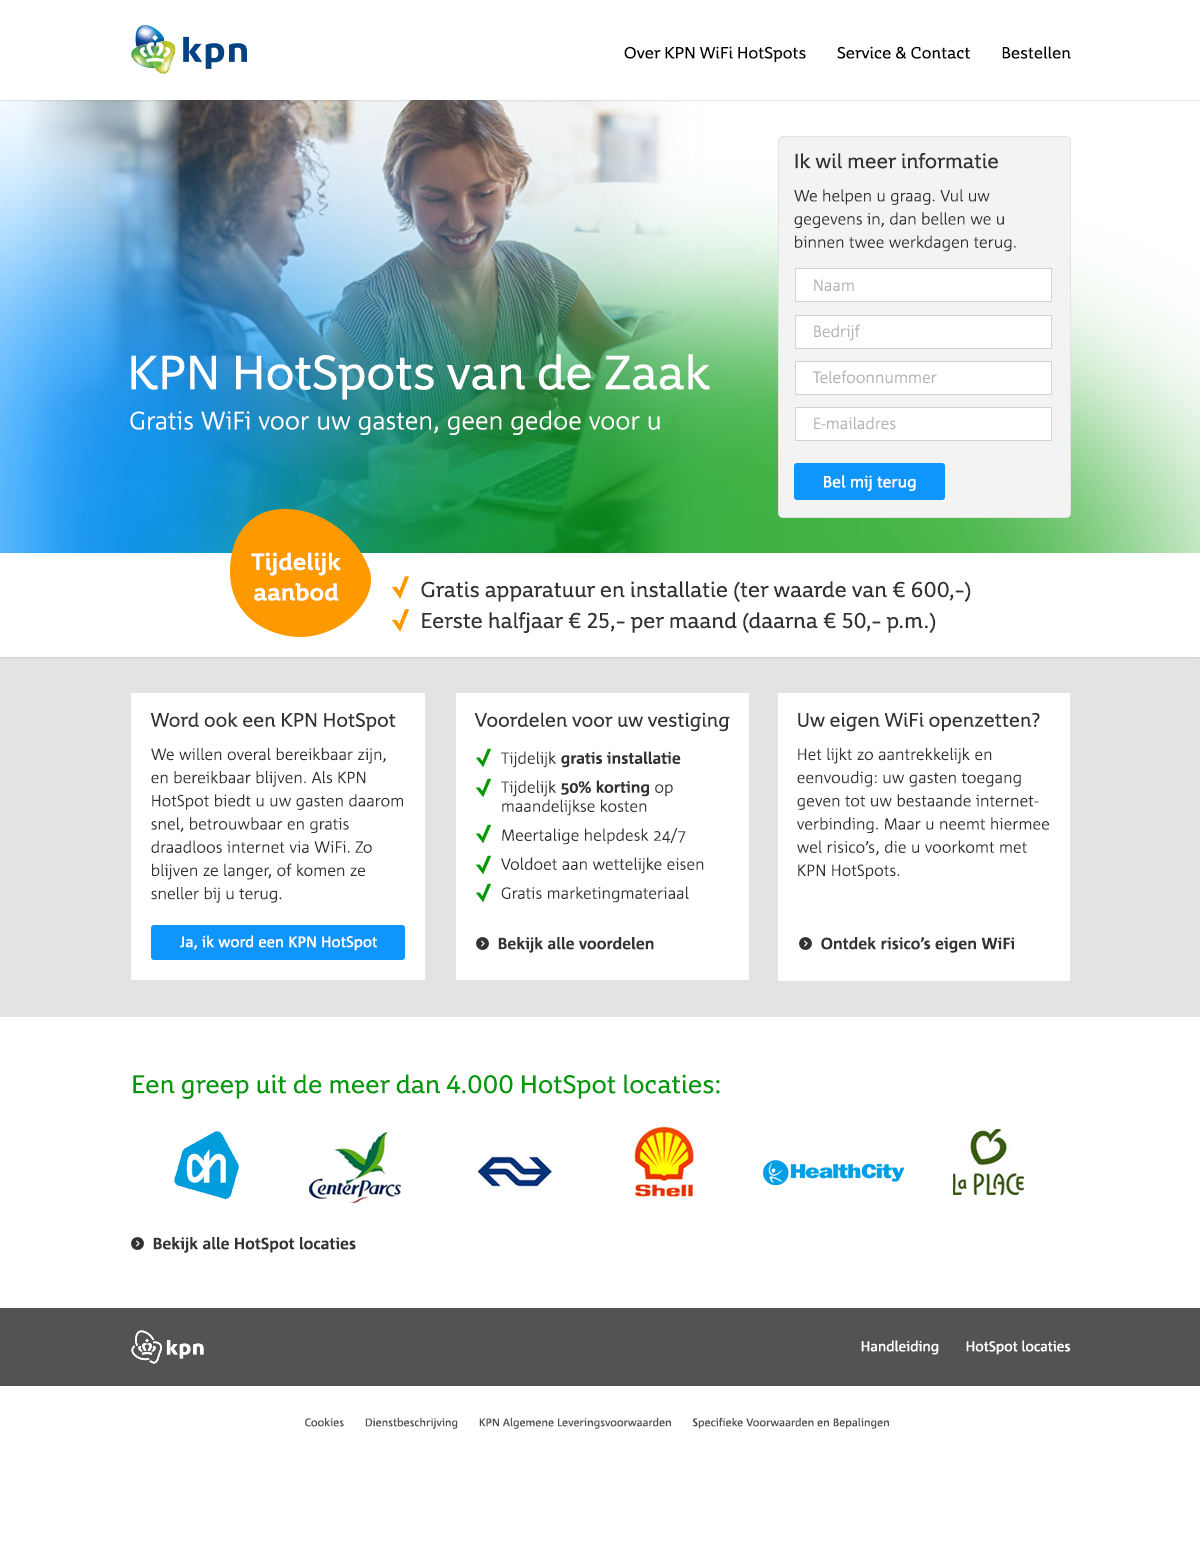 kpn
Over KPN WiFi HotSpots
Service & Contact
Bestellen
KPN HotSpots van de Zaak
Gratis WiFi voor uw gasten, geen gedoe voor u
Ik wil meer informatie
We helpen u graag. Vul uw
gegevens in, dan bellen we u
binnen twee werkdagen terug.
Naam
Bedrijf
Telefoonnummer
E-mailadres
Bel mij terug
Tijdelijk
aanbod
Gratis apparatuur en installatie (ter waarde van € 600,-)
Eerste halfjaar € 25,- per maand (daarna € 50,- p.m.)
Word ook een KPN HotSpot
We willen overal bereikbaar zijn,
en bereikbaar blijven. Als KPN
HotSpot biedt u uw gasten daarom
snel, betrouwbaar en gratis
draadloos internet via WiFi. Zo
blijven ze langer, of komen ze
sneller bij u terug.
Ja, ik word een KPN HotSpot
Voordelen voor uw vestiging
Tijdelijk gratis installatie
Tijdelijk 50% korting op
maandelijkse kosten
Meertalige helpdesk 24/7
Voldoet aan wettelijke eisen
Gratis marketingmateriaal
Bekijk alle voordelen
Uw eigen WiFi openzetten?
Het lijkt zo aantrekkelijk en
eenvoudig: uw gasten toegang
geven tot uw bestaande internet-
verbinding. Maar u neemt hiermee
wel risico's, die u voorkomt met
KPN HotSpots.
Ontdek risico's eigen WiFi
Een greep uit de meer dan 4.000 HotSpot locaties:
CenterParcs
Shell
HealthCity
La PLACE
Bekijk alle HotSpot locaties
kpn
Handleiding
HotSpot locaties
Cookies
Dienstbeschrijving
KPN Algemene Leveringsvoorwaarden
Specifieke Voorwaarden en Bepalingen